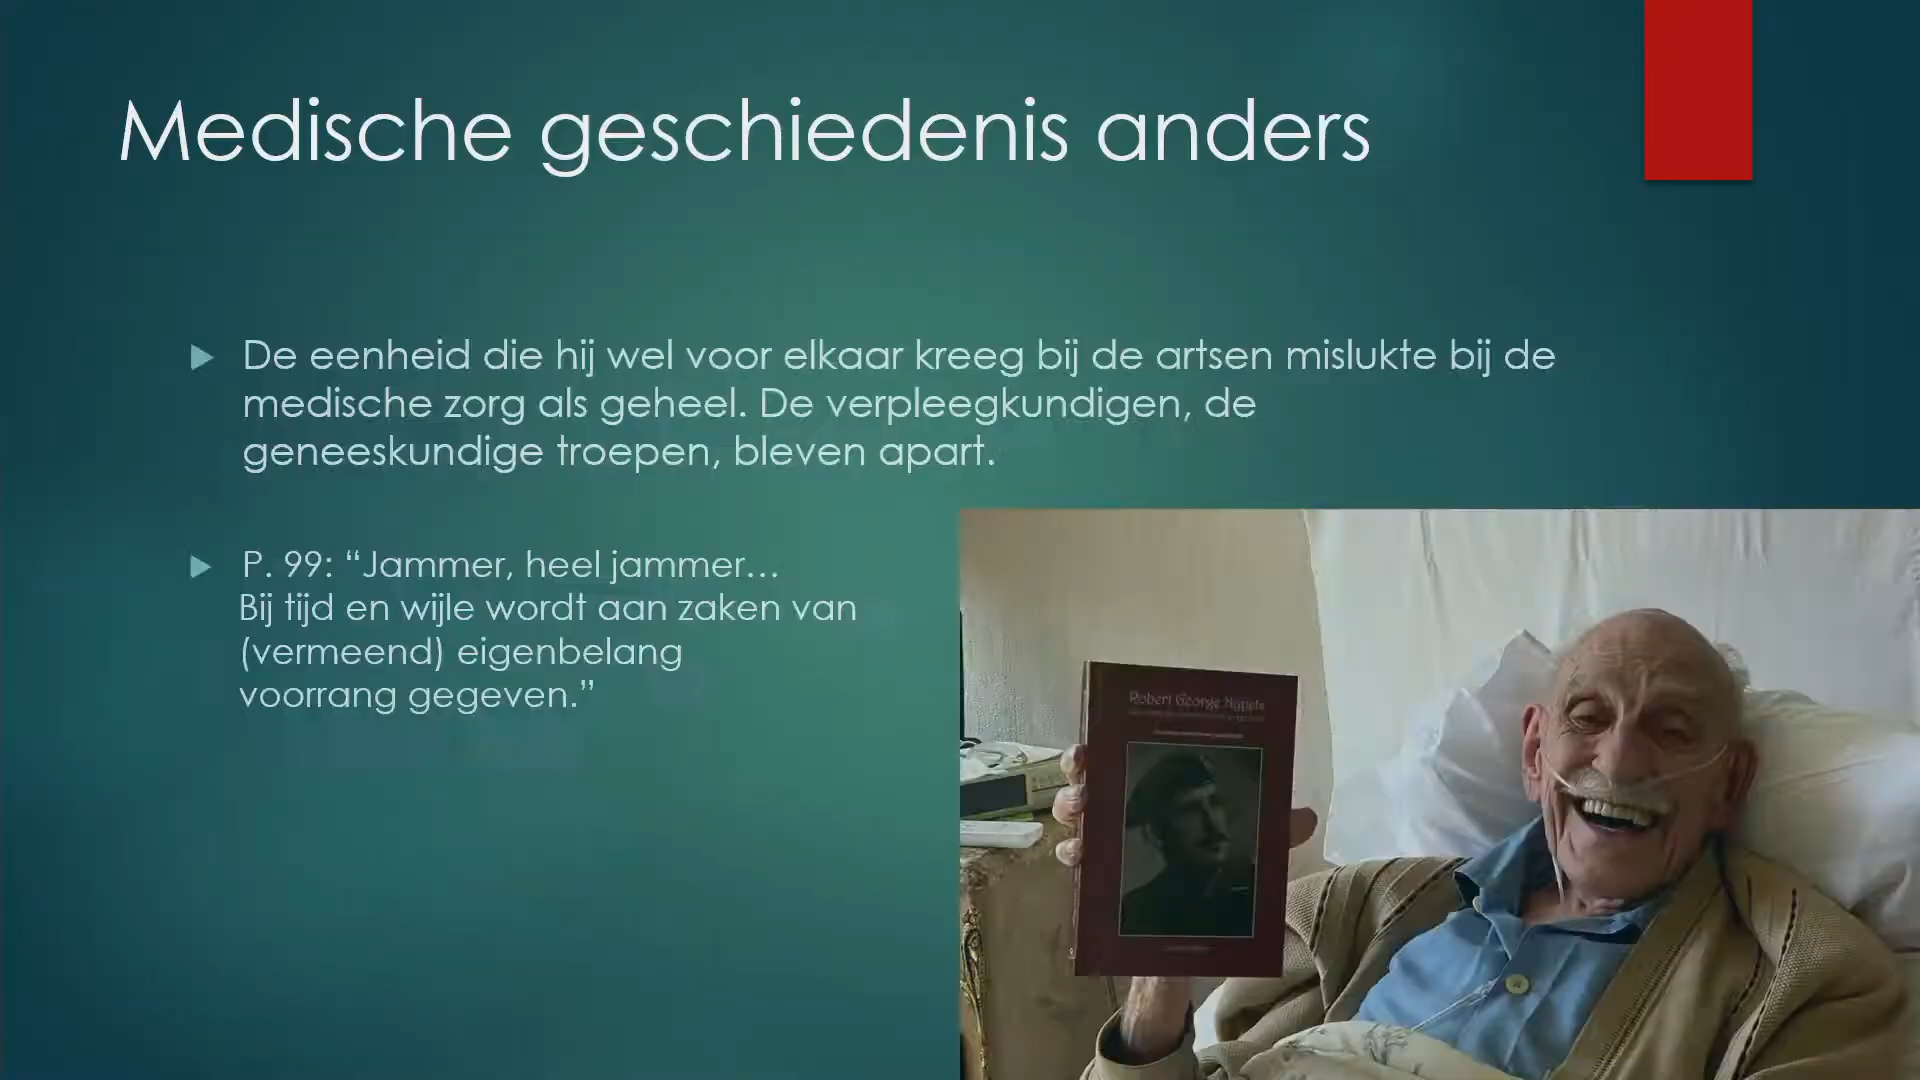 Medische geschiedenis anders
De eenheid die hij wel voor elkaar kreeg bij de artsen mislukte bij de
medische zorg als geheel. De verpleegkundigen, de
geneeskundige troepen, bleven apart.
P. 99: “Jammer, heel jammer…
Bij tijd en wijle wordt aan zaken van
(vermeend) eigenbelang
voorrang gegeven.”
Robert George Nypels